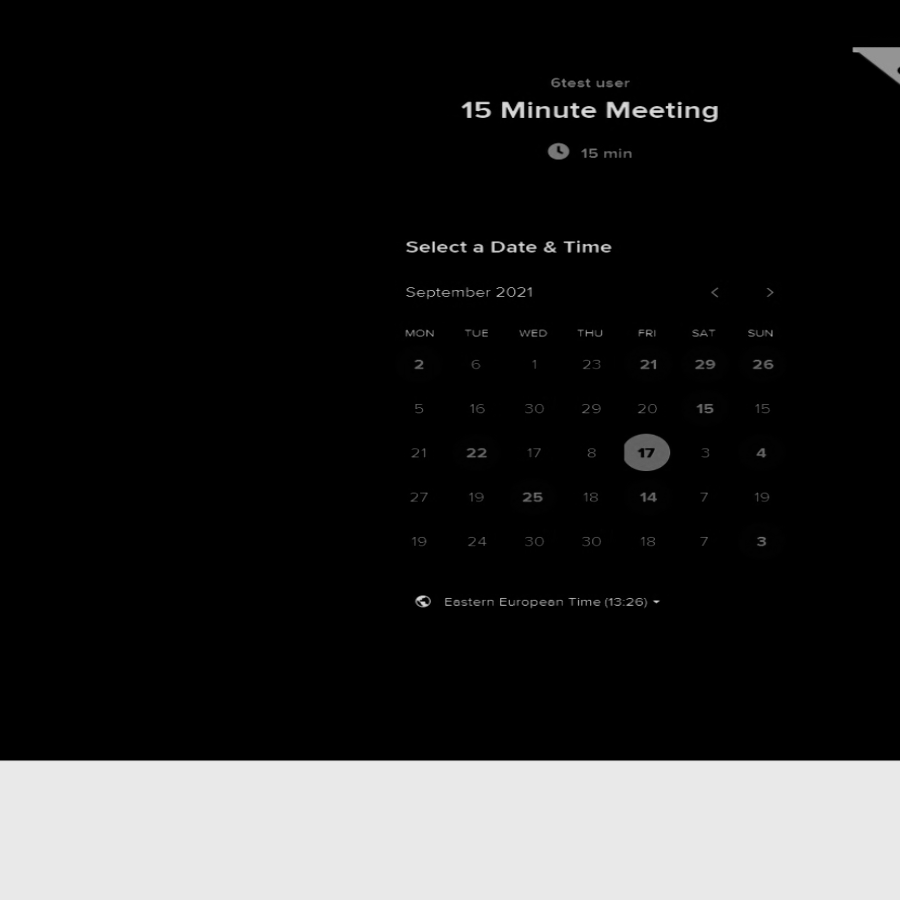 6test user
15 Minute Meeting
15 min
Select a Date & Time
September 2021
MON TUE WED THU FRI SAT SUN
2 6 1 23 21 29 26
5 16 30 29 20 15 15
21 22 17 8 17 3 4
27 19 25 18 14 7 19
19 24 30 30 18 7 3
Eastern European Time (13:26)